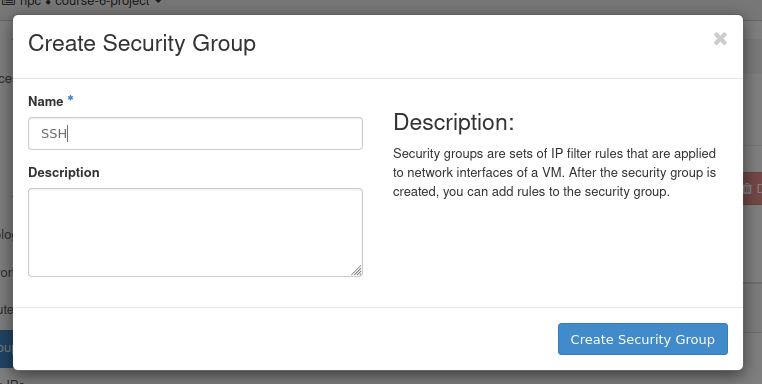 course-6-project
Create Security Group
Name *
SSH
Description
Description:
Security groups are sets of IP filter rules that are applied
to network interfaces of a VM. After the security group is
created, you can add rules to the security group.
Create Security Group